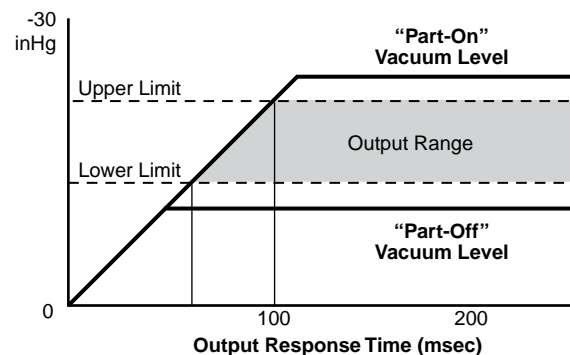 -30
inHg
“Part-On”
Vacuum Level
Upper Limit
Output Range
Lower Limit
“Part-Off”
Vacuum Level
0
100
200
Output Response Time (msec)